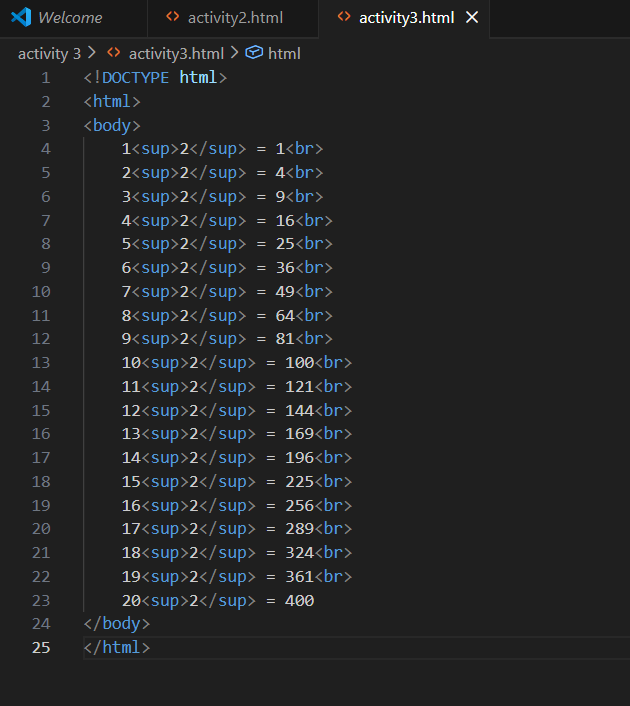 Welcome activity2.html activity3.html
activity 3 > activity3.html > html
1 <!DOCTYPE html>
2 <html>
3 <body>
4 1<sup>2</sup> = 1<br>
5 2<sup>2</sup> = 4<br>
6 3<sup>2</sup> = 9<br>
7 4<sup>2</sup> = 16<br>
8 5<sup>2</sup> = 25<br>
9 6<sup>2</sup> = 36<br>
10 7<sup>2</sup> = 49<br>
11 8<sup>2</sup> = 64<br>
12 9<sup>2</sup> = 81<br>
13 10<sup>2</sup> = 100<br>
14 11<sup>2</sup> = 121<br>
15 12<sup>2</sup> = 144<br>
16 13<sup>2</sup> = 169<br>
17 14<sup>2</sup> = 196<br>
18 15<sup>2</sup> = 225<br>
19 16<sup>2</sup> = 256<br>
20 17<sup>2</sup> = 289<br>
21 18<sup>2</sup> = 324<br>
22 19<sup>2</sup> = 361<br>
23 20<sup>2</sup> = 400
24 </body>
25 </html>